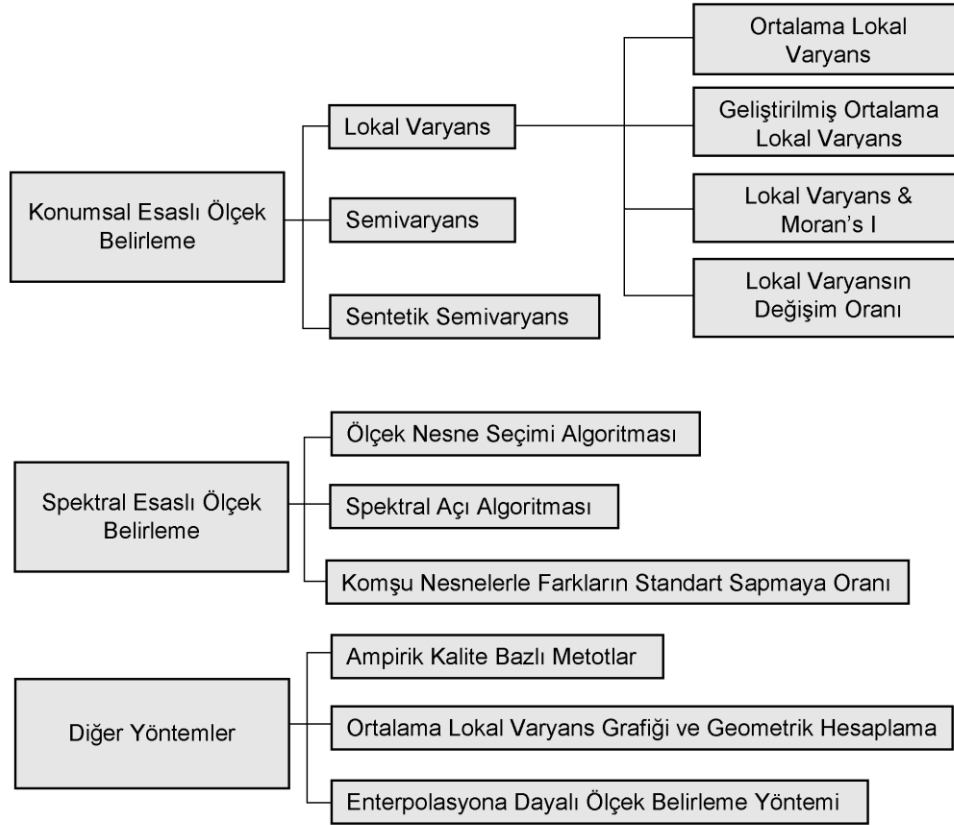 Konumsal Esaslı Ölçek
Belirleme
Lokal Varyans
Semivaryans
Sentetik Semivaryans
Ortalama Lokal
Varyans
Geliştirilmiş Ortalama
Lokal Varyans
Lokal Varyans &
Moran's I
Lokal Varyansın
Değişim Oranı
Spektral Esaslı Ölçek
Belirleme
Ölçek Nesne Seçimi Algoritması
Spektral Açı Algoritması
Komşu Nesnelerle Farkların Standart Sapmaya Oranı
Diğer Yöntemler
Ampirik Kalite Bazlı Metotlar
Ortalama Lokal Varyans Grafiği ve Geometrik Hesaplama
Enterpolasyona Dayalı Ölçek Belirleme Yöntemi